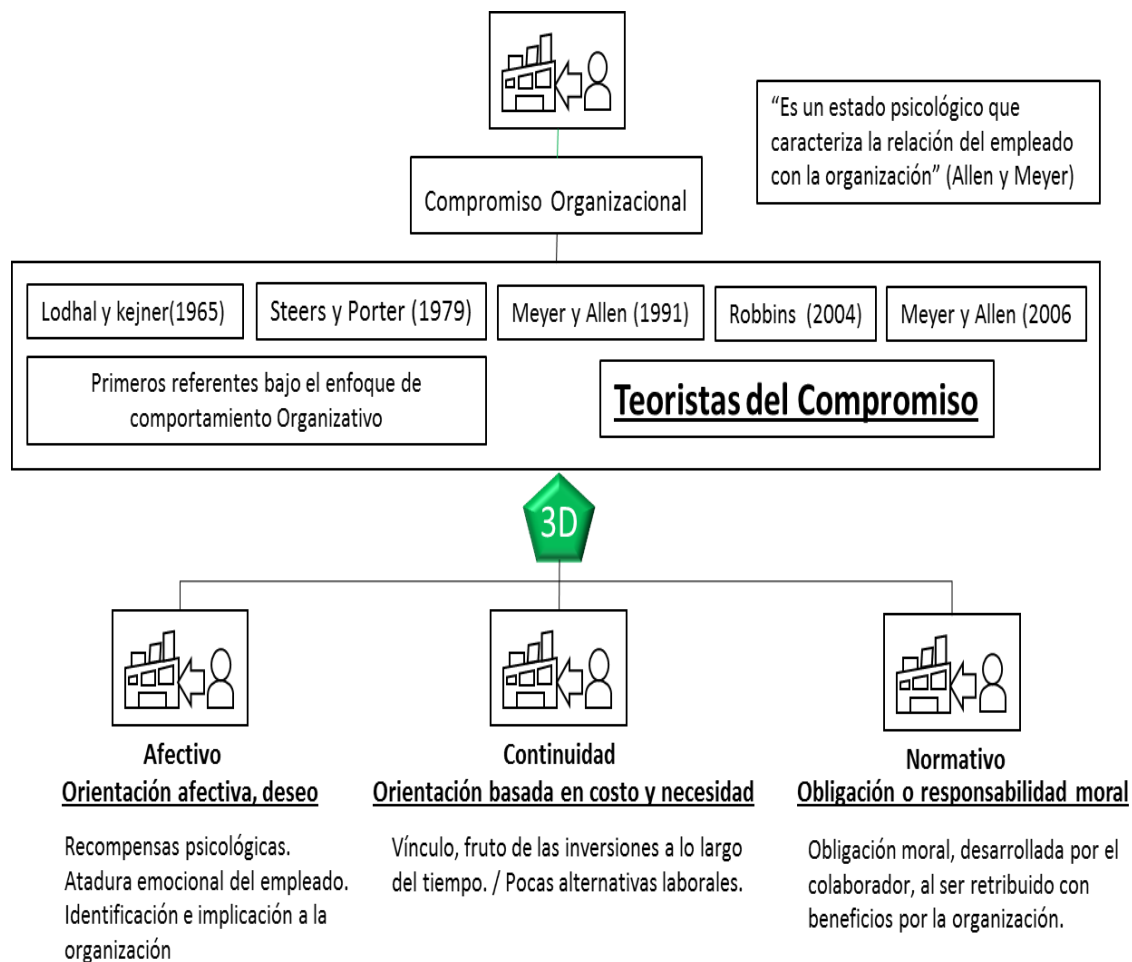 “Es un estado psicológico que
caracteriza la relación del empleado
con la organización” (Allen y Meyer)
Compromiso Organizacional
Lodhal y kejner(1965)
Steers y Porter (1979)
Meyer y Allen (1991)
Robbins (2004)
Meyer y Allen (2006
Primeros referentes bajo el enfoque de
comportamiento Organizativo
Teoristas del Compromiso
3D
Afectivo
Orientación afectiva, deseo
Recompensas psicológicas.
Atadura emocional del empleado.
Identificación e implicación a la
organización
Continuidad
Orientación basada en costo y necesidad
Vínculo, fruto de las inversiones a lo largo
del tiempo. / Pocas alternativas laborales.
Normativo
Obligación o responsabilidad moral
Obligación moral, desarrollada por el
colaborador, al ser retribuido con
beneficios por la organización.